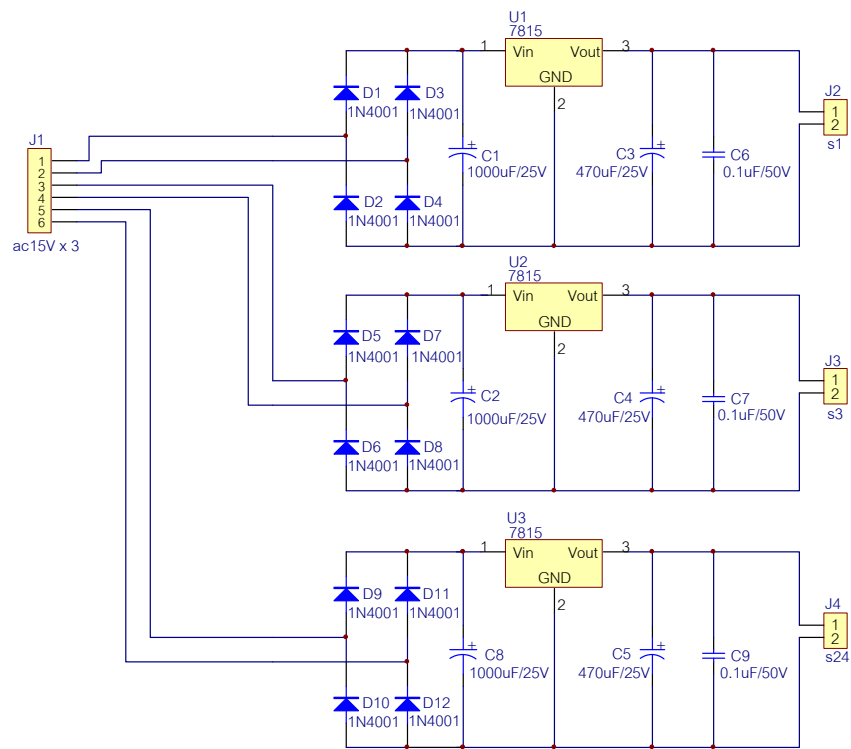 U1
7815
1 Vin Vout 3
GND
2
D1 D3
1N4001 1N4001
C1
1000uF/25V
C3
470uF/25V
C6
0.1uF/50V
J2
1
2
s1
D2 D4
1N4001 1N4001
J1
1
2
3
4
5
6
ac15V x 3
U2
7815
1 Vin Vout 3
GND
2
D5 D7
1N4001 1N4001
C2
1000uF/25V
C4
470uF/25V
C7
0.1uF/50V
J3
1
2
s3
D6 D8
1N4001 1N4001
U3
7815
1 Vin Vout 3
GND
2
D9 D11
1N4001 1N4001
C8
1000uF/25V
C5
470uF/25V
C9
0.1uF/50V
J4
1
2
s24
D10 D12
1N4001 1N4001